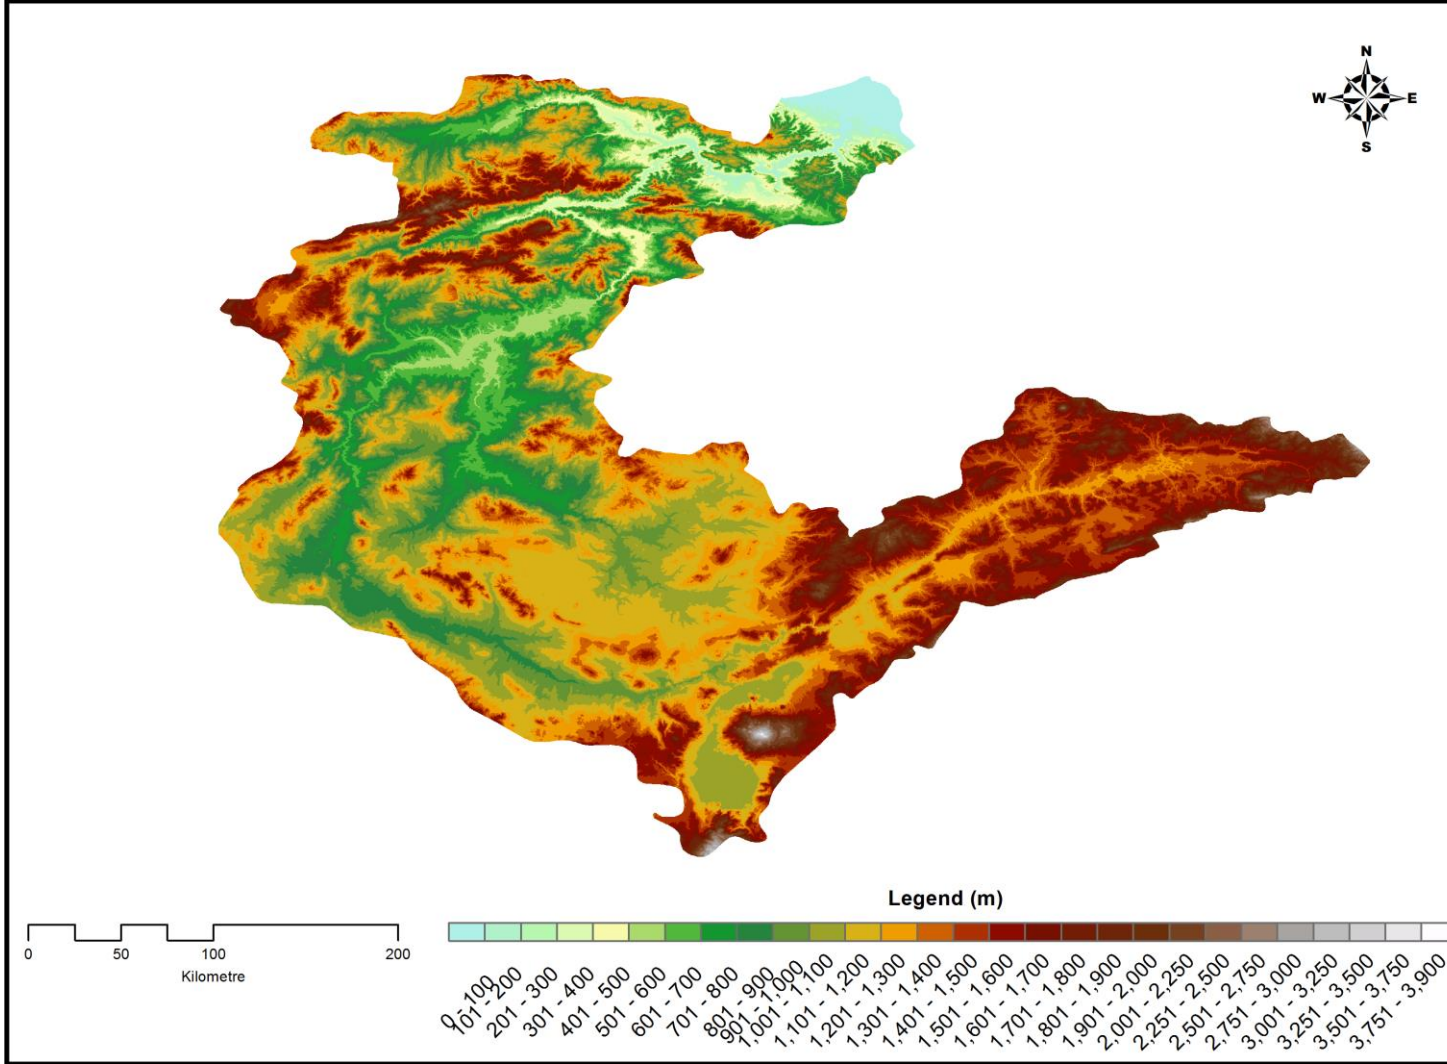 N
W E
S
Legend (m)
0 50 100 200
Kilometre
0 - 100
101 - 200
201 - 300
301 - 400
401 - 500
501 - 600
601 - 700
701 - 800
801 - 900
901 - 1,000
1,001 - 1,100
1,101 - 1,200
1,201 - 1,300
1,301 - 1,400
1,401 - 1,500
1,501 - 1,600
1,601 - 1,700
1,701 - 1,800
1,801 - 1,900
1,901 - 2,000
2,001 - 2,250
2,251 - 2,500
2,501 - 2,750
2,751 - 3,000
3,001 - 3,250
3,251 - 3,500
3,501 - 3,750
3,751 - 3,900